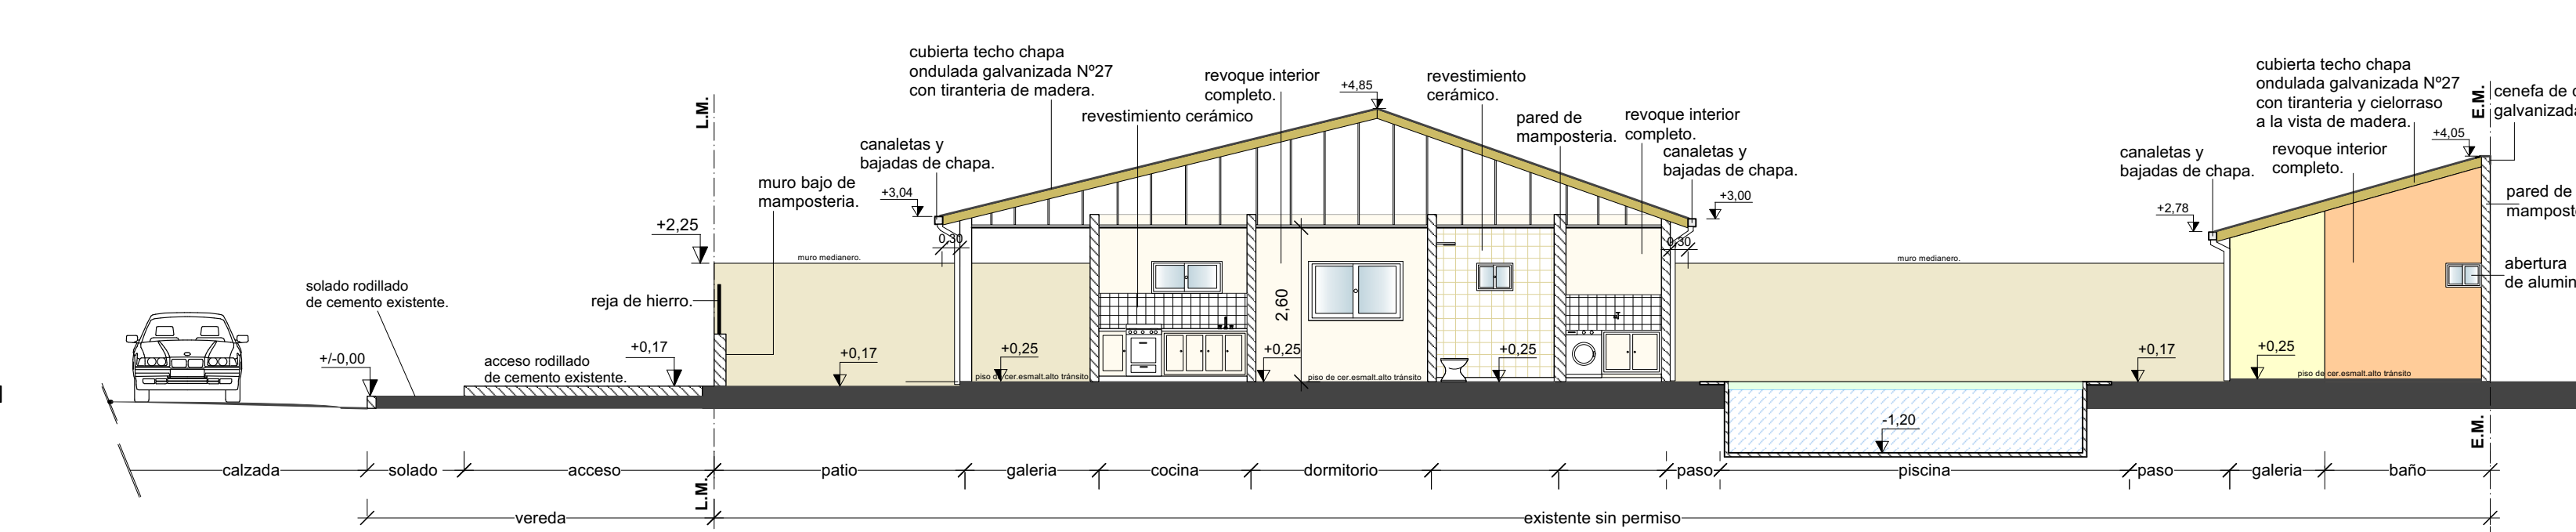 cubierta techo chapa
ondulada galvanizada Nº27
con tiranteria de madera.
revoque interior
completo.
revestimiento cerámico
+4,85
revestimiento
cerámico.
pared de
mamposteria.
revoque interior
completo.
canaletas y
bajadas de chapa.
+3,00
canaletas y
bajadas de chapa.
+3,04
0,30
0,30
L.M.
muro bajo de
mamposteria.
+2,25
muro medianero.
reja de hierro.
solado rodillado
de cemento existente.
+/-0,00
acceso rodillado
de cemento existente.
+0,17
+0,17
+0,25
piso de cer.esmalt.alto tránsito
2,60
+0,25
piso de cer.esmalt.alto tránsito
+0,25
muro medianero.
-1,20
+0,17
cubierta techo chapa
ondulada galvanizada Nº27
con tiranteria y cielorraso
a la vista de madera.
E.M.
cenefa de
galvanizada
+4,05
canaletas y
bajadas de chapa.
revoque interior
completo.
+2,78
pared de
abertura
de
+0,25
piso de cer.esmalt.alto tránsito
E.M.
calzada
solado
acceso
patio
galeria
cocina
dormitorio
paso
piscina
paso
galeria
baño
L.M.
vereda
existente sin permiso